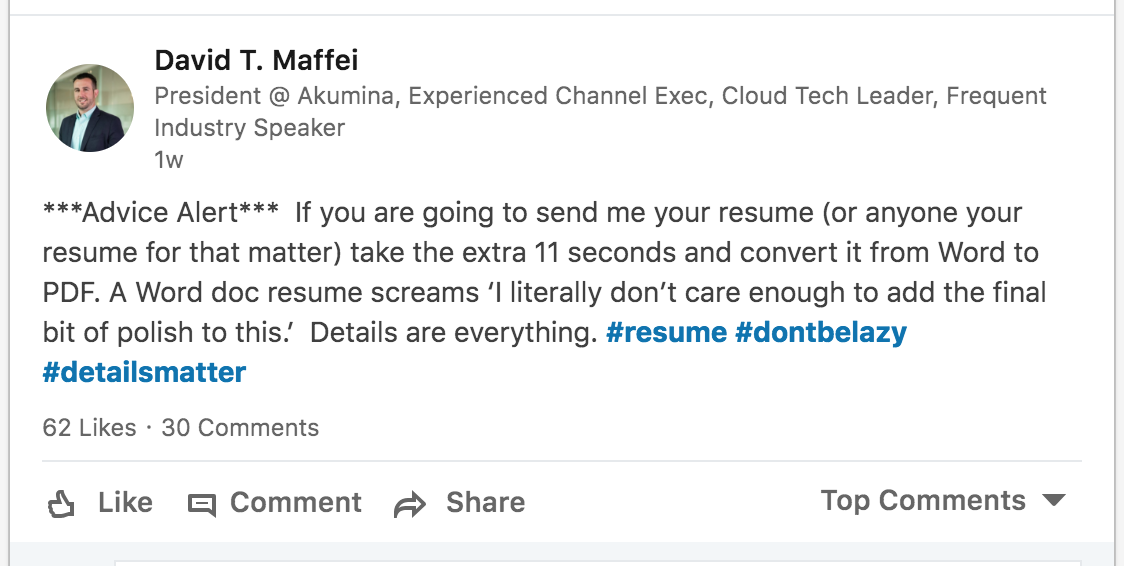 David T. Maffei
President @ Akumina, Experienced Channel Exec, Cloud Tech Leader, Frequent
Industry Speaker
1w
***Advice Alert***  If you are going to send me your resume (or anyone your
resume for that matter) take the extra 11 seconds and convert it from Word to
PDF. A Word doc resume screams ‘I literally don’t care enough to add the final
bit of polish to this.’  Details are everything. #resume #dontbelazy
#detailsmatter
62 Likes · 30 Comments
Like Comment Share Top Comments